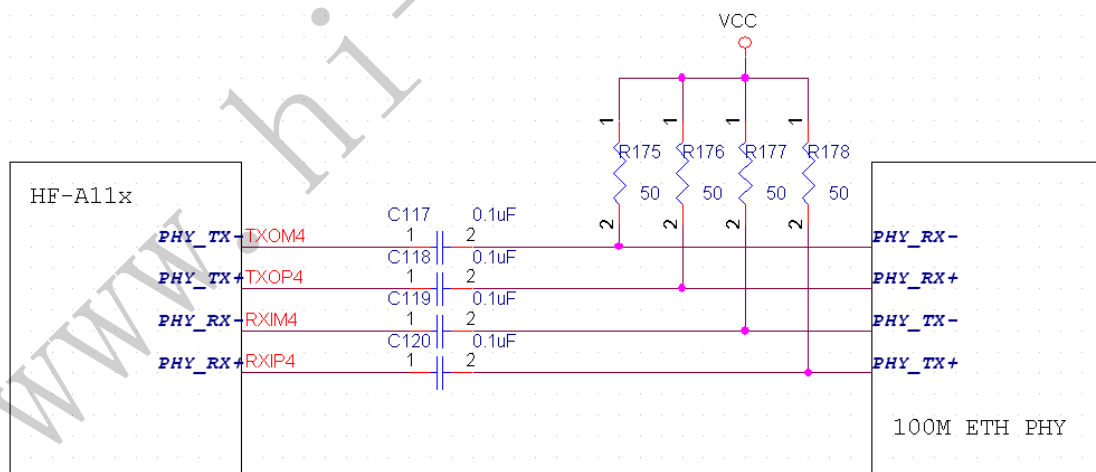 VCC
1 1 1 1
R175 R176 R177 R178
50 50 50 50
2 2 2 2
HF-A11x
C117 0.1uF
PHY_TX- TXOM4 1 2 PHY_RX-
C118 0.1uF
PHY_TX+ TXOP4 1 2 PHY_RX+
C119 0.1uF
PHY_RX- RXIM4 1 2 PHY_TX-
C120 0.1uF
PHY_RX+ RXIP4 1 2 PHY_TX+
100M ETH PHY
www.hi-